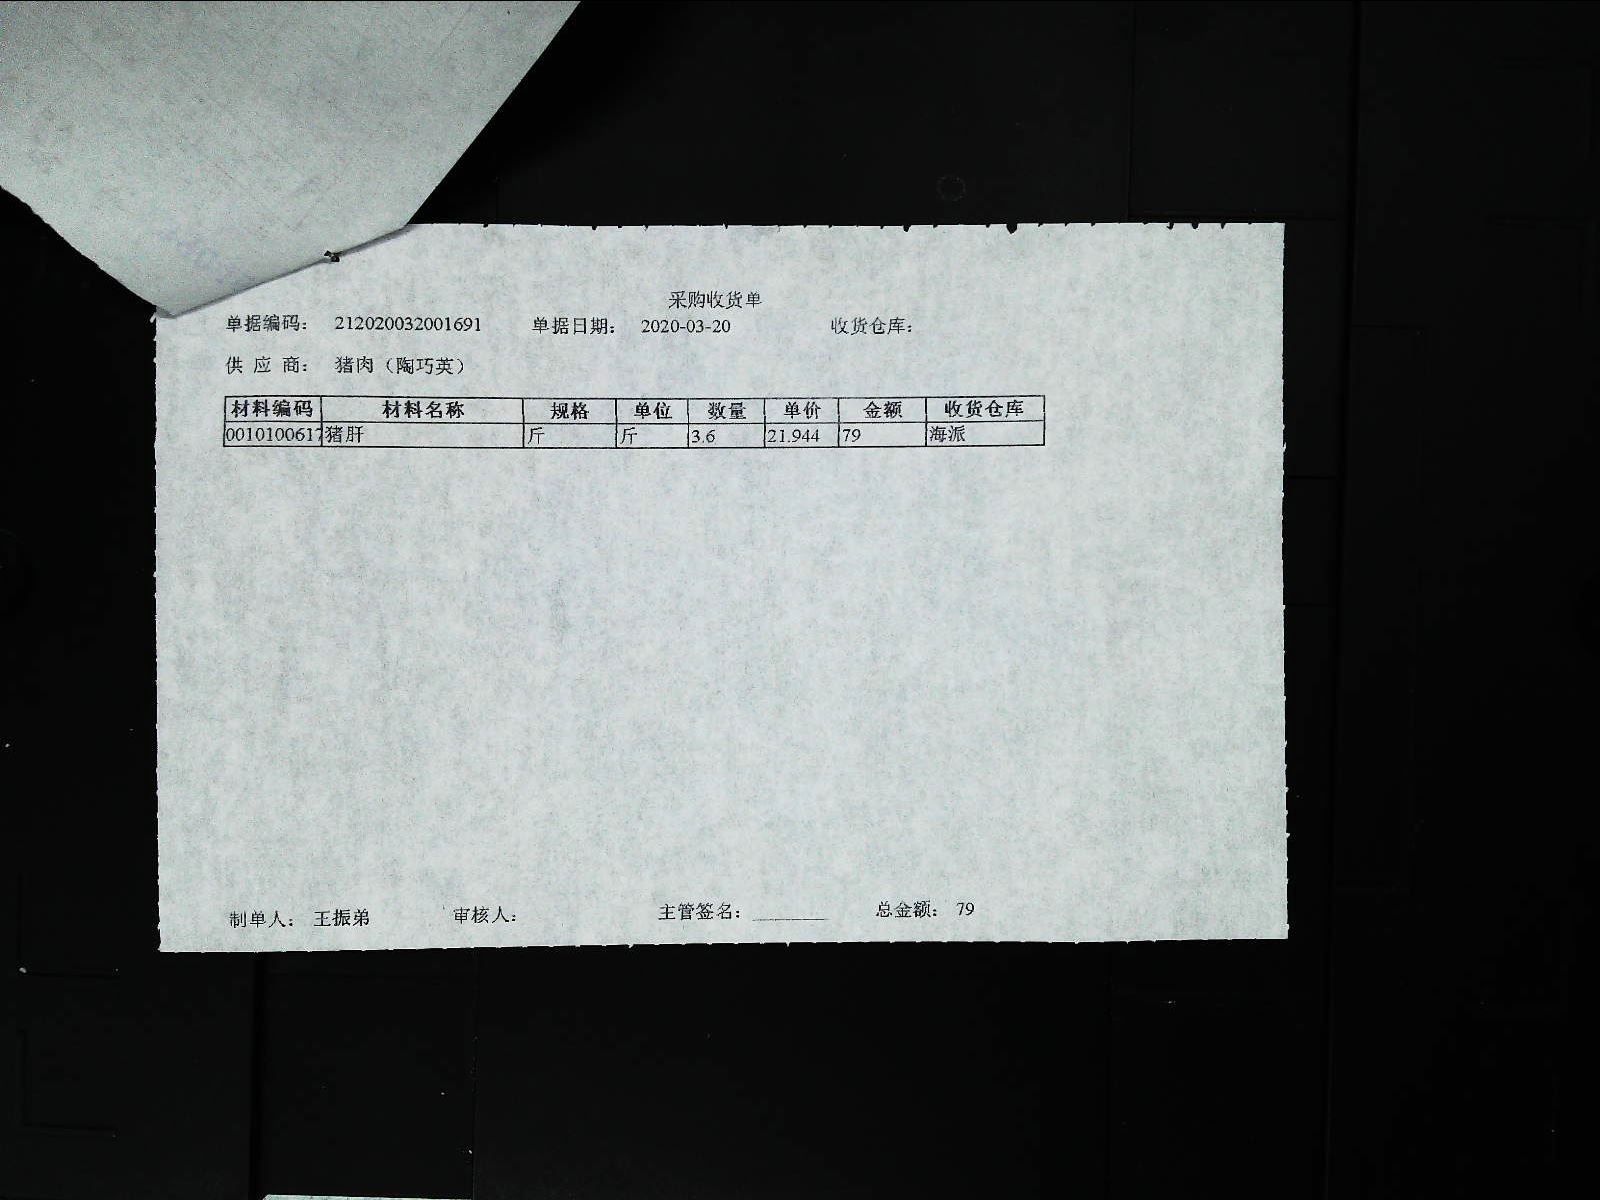 采购收货单
单据编码： 212020032001691 单据日期： 2020-03-20 收货仓库：
供 应 商： 猪肉（陶巧英）
材料编码 材料名称 规格 单位 数量 单价 金额 收货仓库
0010100617 猪肝 斤 斤 3.6 21.944 79 海派
制单人： 王振弟 审核人： 主管签名：________ 总金额： 79